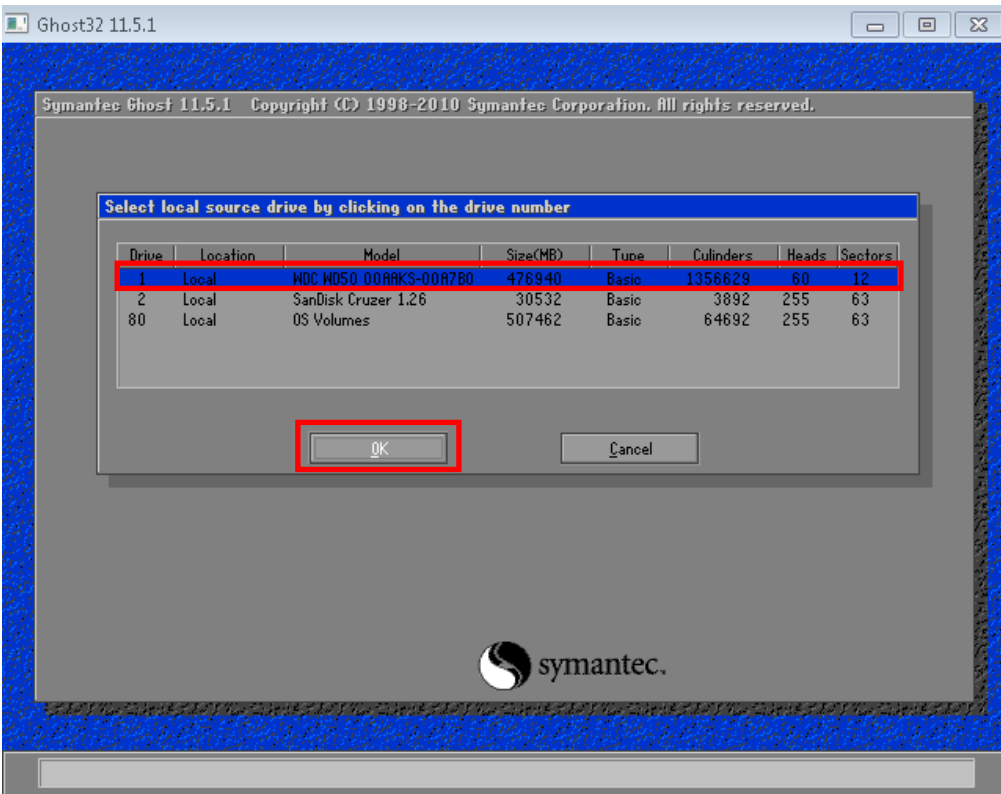 Ghost32 11.5.1
Symantec Ghost 11.5.1 Copyright (C) 1998-2010 Symantec Corporation. All rights reserved.
Select local source drive by clicking on the drive number
Drive Location Model Size(MB) Type Cylinders Heads Sectors
1 Local WDC WD50 00AAKS-00A7B0 476940 Basic 1356629 60 12
2 Local SanDisk Cruzer 1.26 30532 Basic 3892 255 63
80 Local OS Volumes 507462 Basic 64692 255 63
OK Cancel
symantec.